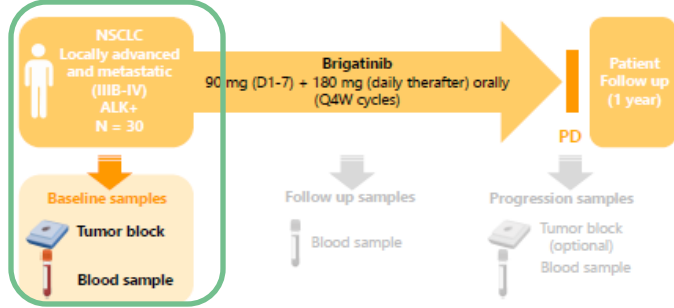 NSCLC
Locally advanced
and metastatic
(IIIB-IV)
ALK+
N = 30
Brigatinib
90 mg (D1-7) + 180 mg (daily therafter) orally
(Q4W cycles)
PD
Patient
Follow up
(1 year)
Baseline samples
Tumor block
Blood sample
Follow up samples
Blood sample
Progression samples
Tumor block
(optional)
Blood sample